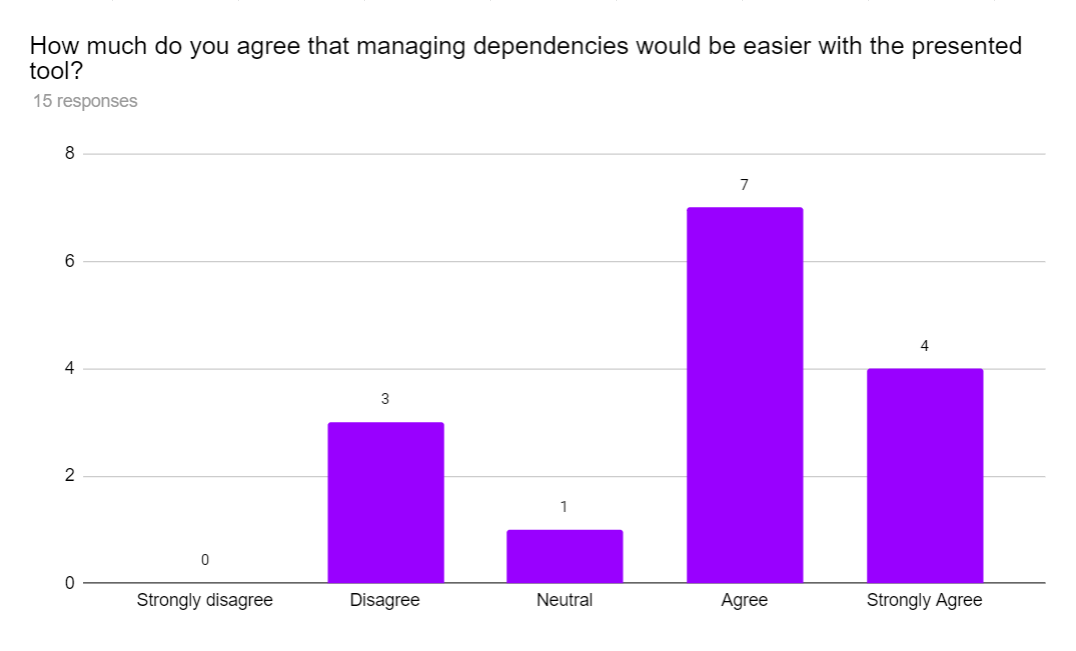 How much do you agree that managing dependencies would be easier with the presented
tool?
15 responses
8
7
6
4
4
3
2
1
0
0
Strongly disagree Disagree Neutral Agree Strongly Agree